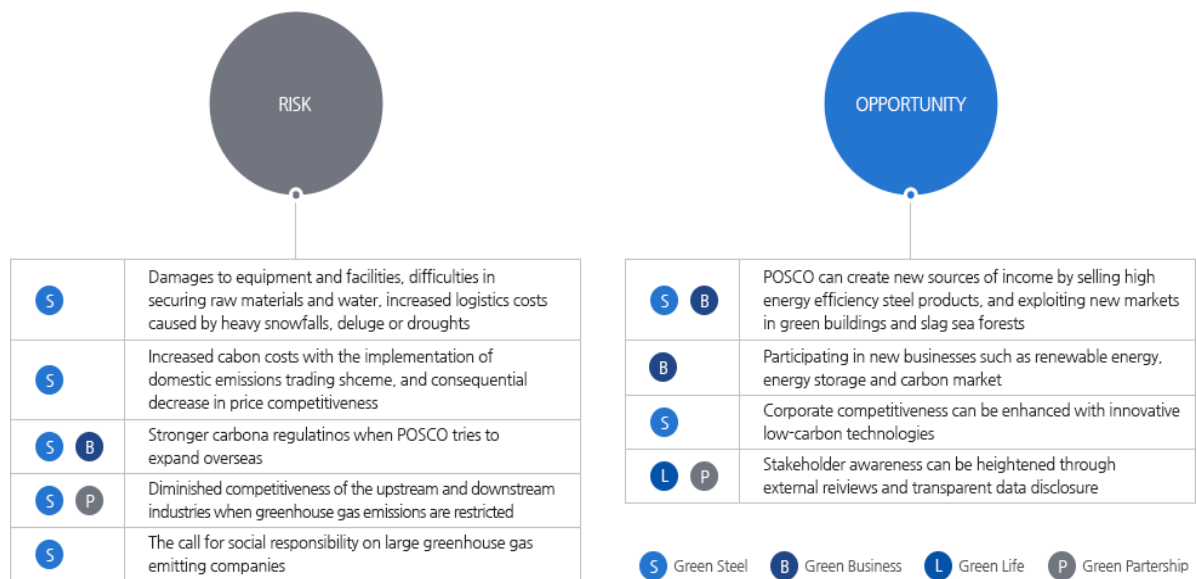 RISK
S
Damages to equipment and facilities, difficulties in
securing raw materials and water, increased logistics costs
caused by heavy snowfalls, deluge or droughts
S
Increased cabon costs with the implementation of
domestic emissions trading shceme, and consequential
decrease in price competitiveness
S B
Stronger carbona regulatinos when POSCO tries to
expand overseas
S P
Diminished competitiveness of the upstream and downstream
industries when greenhouse gas emissions are restricted
S
The call for social responsibility on large greenhouse gas
emitting companies
OPPORTUNITY
S B
POSCO can create new sources of income by selling high
energy efficiency steel products, and exploiting new markets
in green buildings and slag sea forests
B
Participating in new businesses such as renewable energy,
energy storage and carbon market
S
Corporate competitiveness can be enhanced with innovative
low-carbon technologies
L P
Stakeholder awareness can be heightened through
external reiviews and transparent data disclosure
S Green Steel B Green Business L Green Life P Green Partership